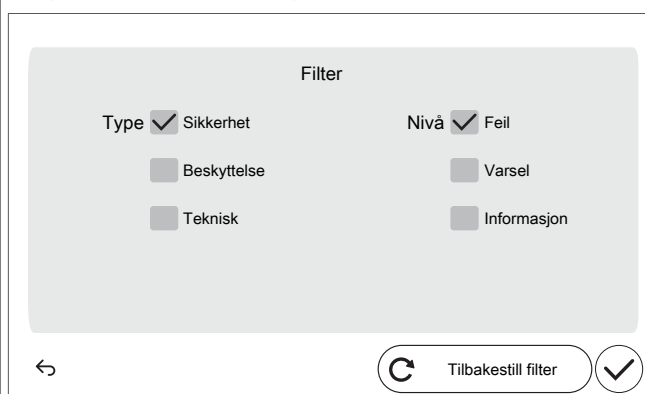 Filter
Type Sikkerhet Nivå Feil
Beskyttelse Varsel
Teknisk Informasjon
Tilbakestill filter